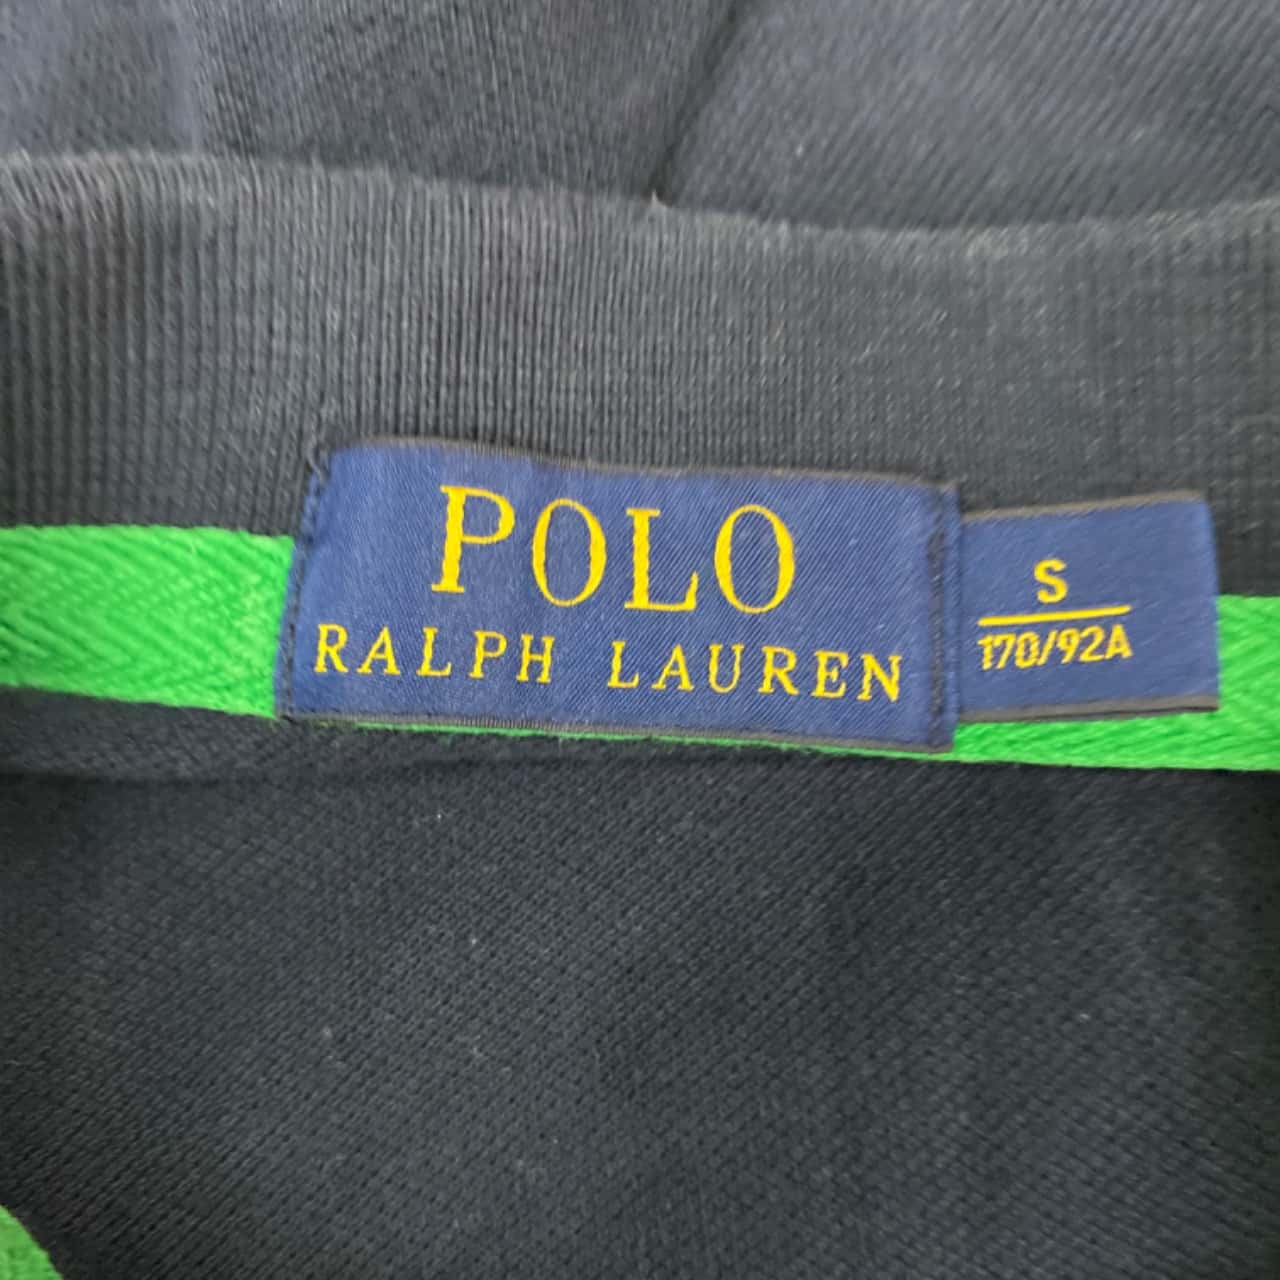 POLO
RALPH LAUREN
S
170/92A